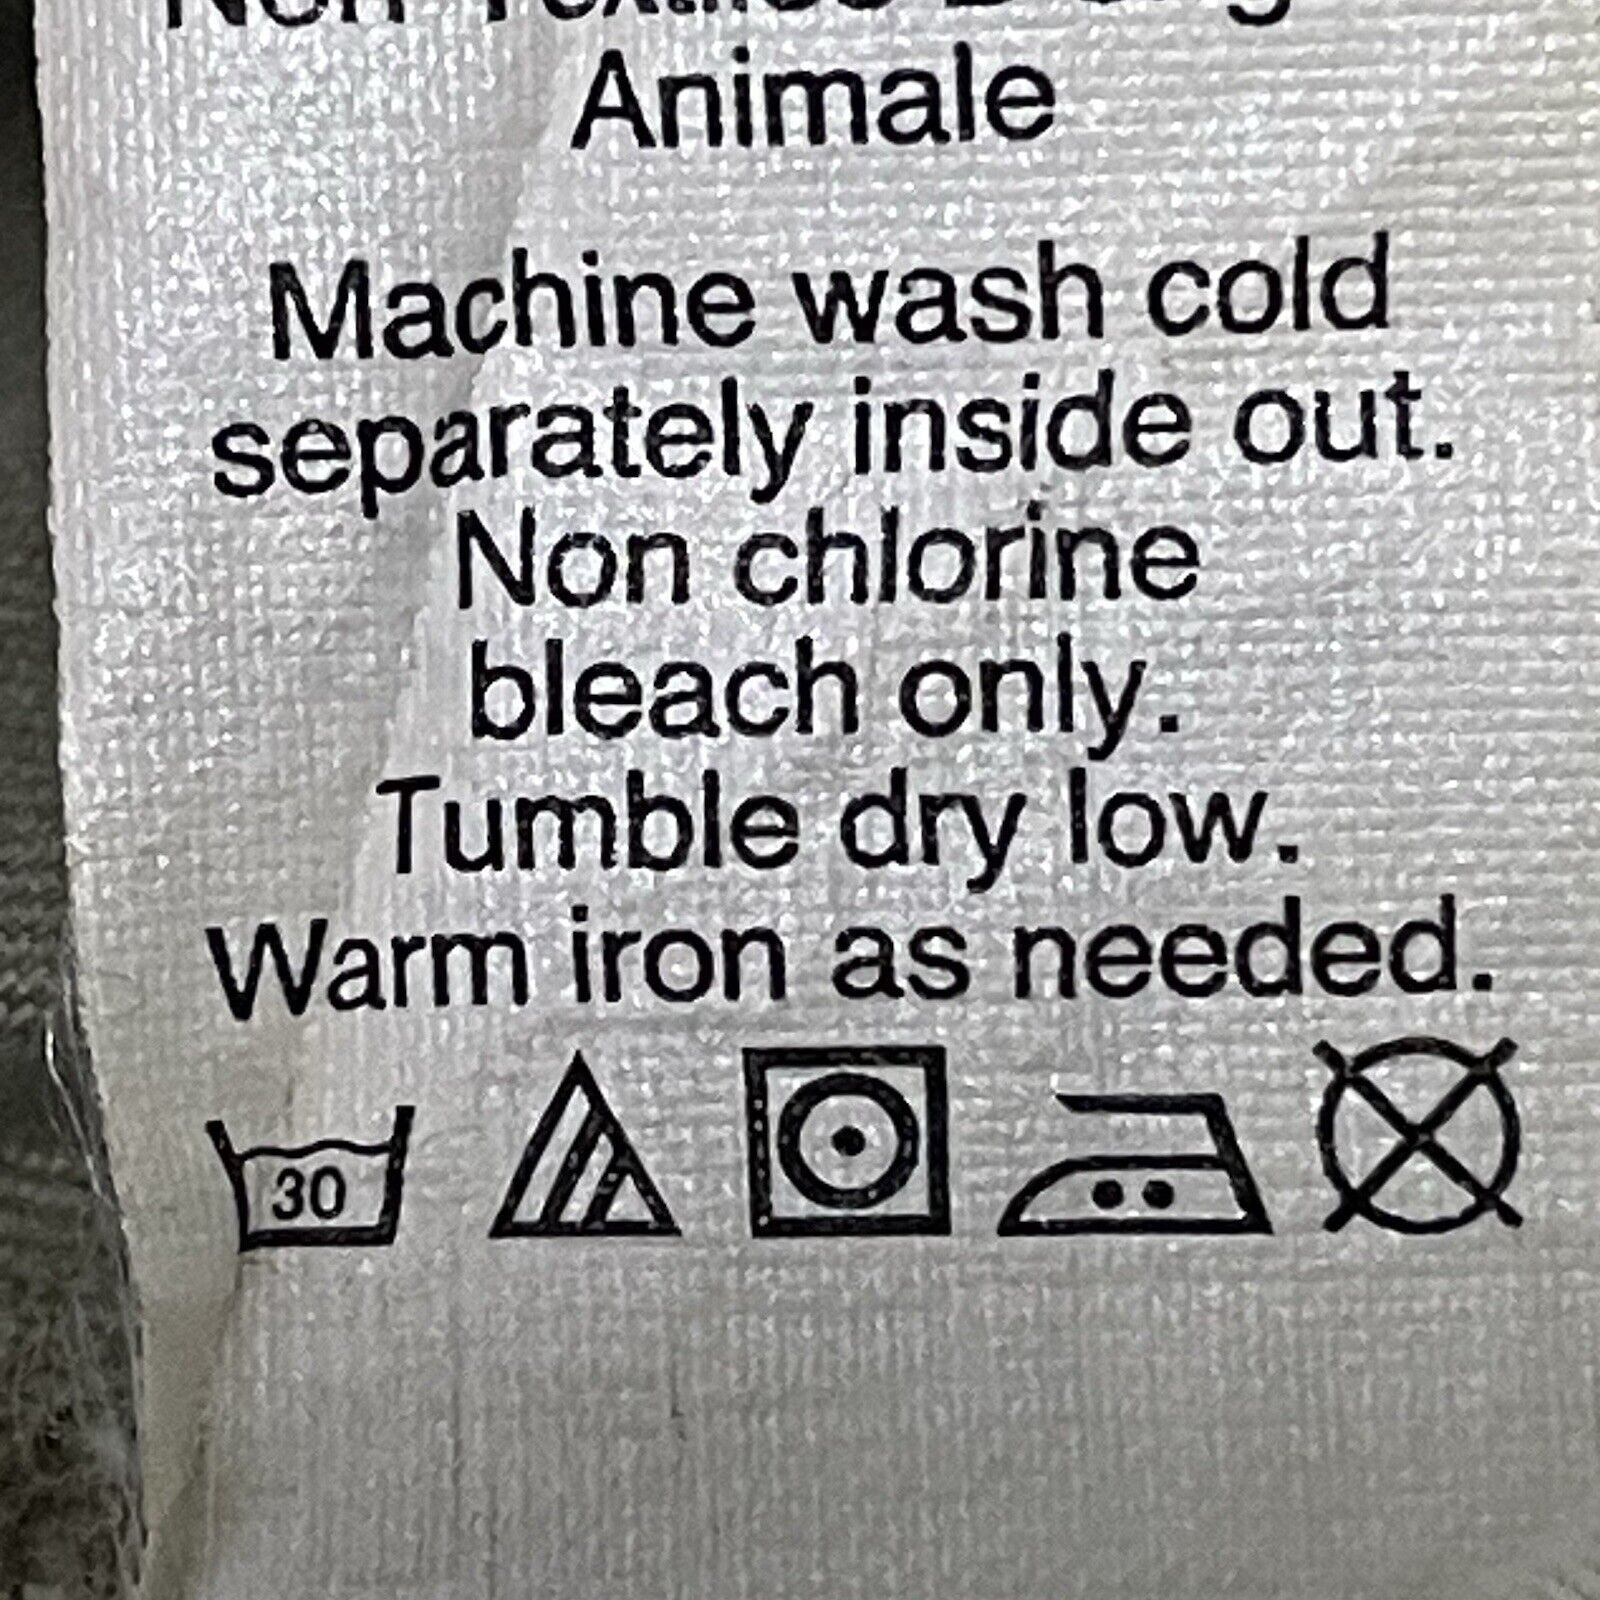 Animale
Machine wash cold
separately inside out.
Non chlorine
bleach only.
Tumble dry low.
Warm iron as needed.
30